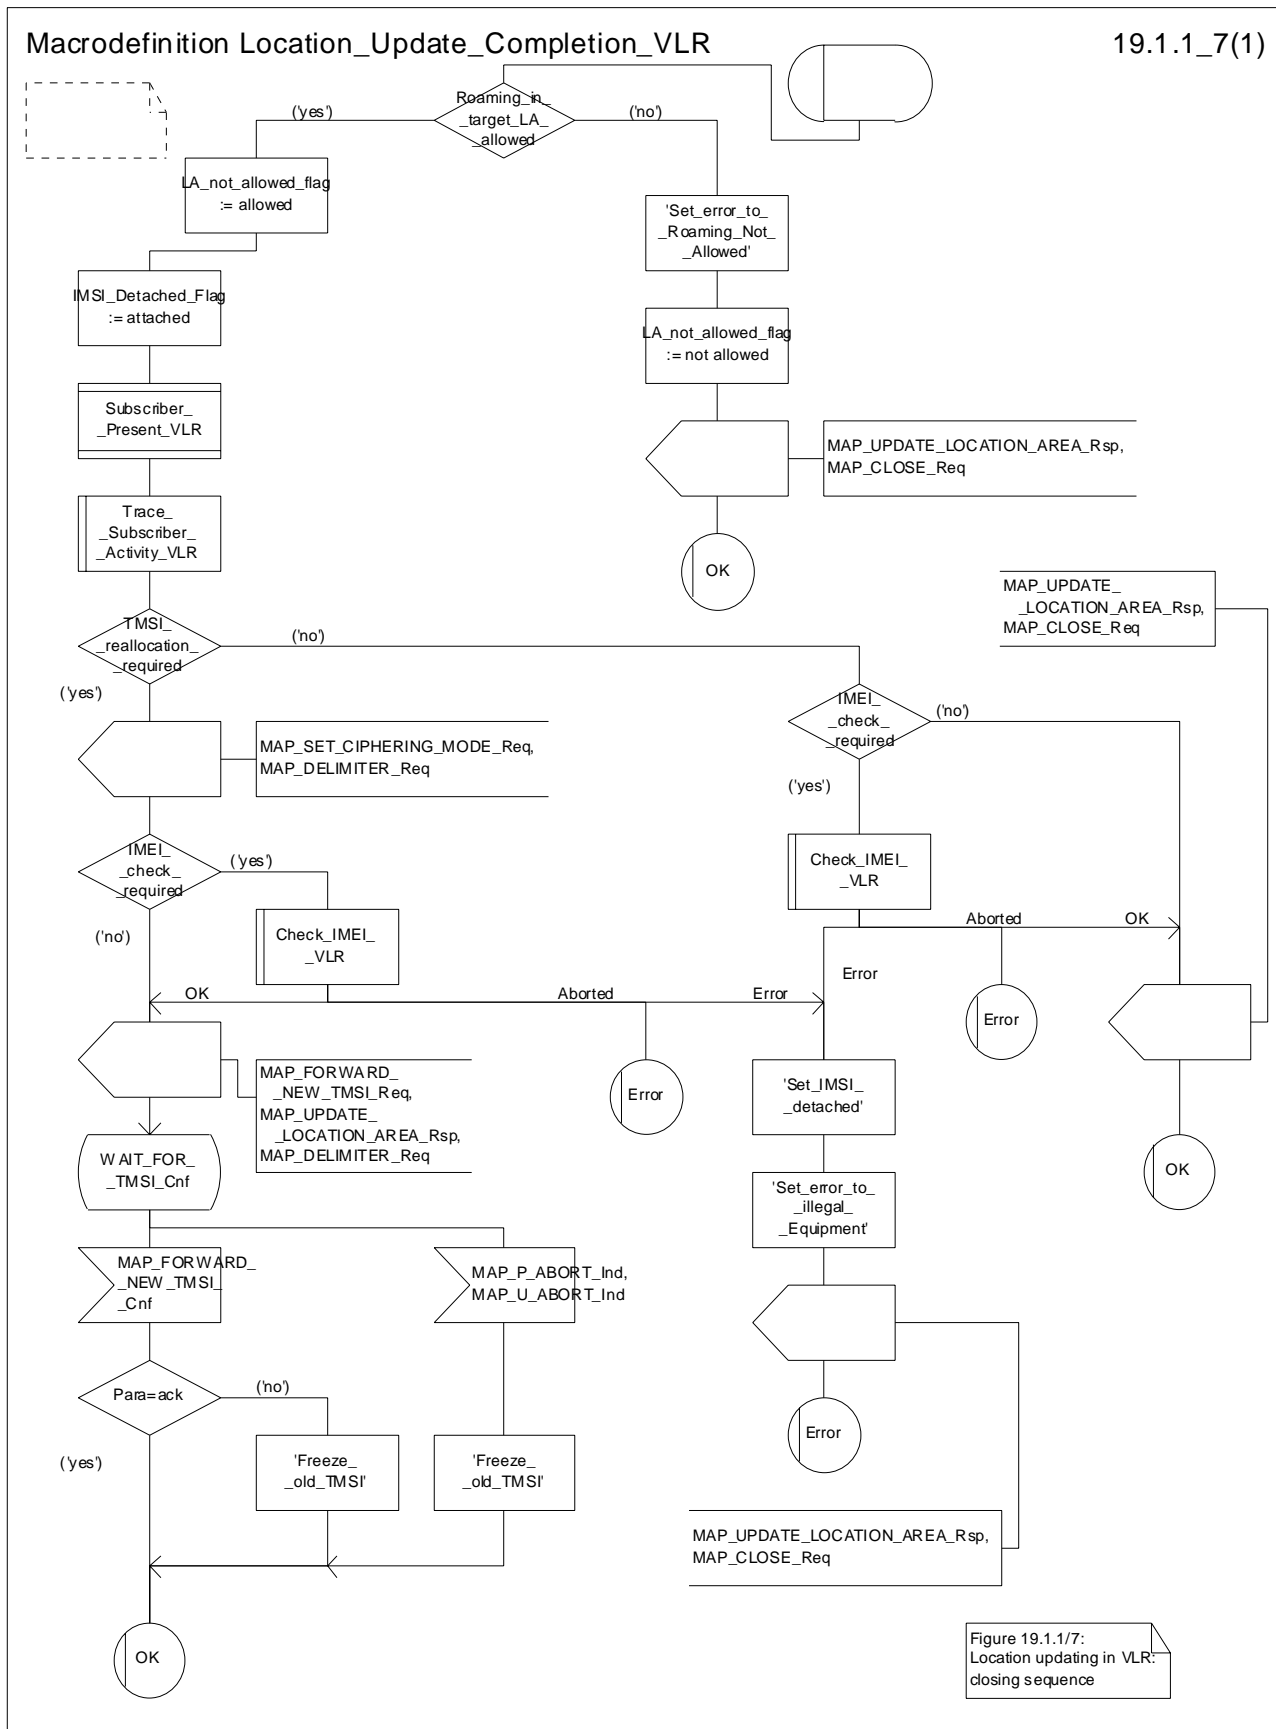 Macrodefinition Location_Update_Completion_VLR
19.1.1_7(1)
Roaming_in_
_target_LA_
_allowed
('yes')
('no')
LA_not_allowed_flag
:= allowed
'Set_error_to_
_Roaming_Not_
_Allowed'
IMSI_Detached_Flag
:= attached
LA_not_allowed_flag
:= not allowed
Subscriber_
_Present_VLR
MAP_UPDATE_LOCATION_AREA_Rsp,
MAP_CLOSE_Req
Trace_
_Subscriber_
_Activity_VLR
OK
MAP_UPDATE_
_LOCATION_AREA_Rsp,
MAP_CLOSE_Req
TMSI_
_reallocation_
_required
('no')
('yes')
IMEI_
_check_
_required
('no')
('yes')
MAP_SET_CIPHERING_MODE_Req,
MAP_DELIMITER_Req
IMEI_
_check_
_required
('yes')
('no')
Check_IMEI_
_VLR
Check_IMEI_
_VLR
Aborted
OK
Error
OK
Aborted
Error
Error
Error
MAP_FORWARD_
_NEW_TMSI_Req,
MAP_UPDATE_
_LOCATION_AREA_Rsp,
MAP_DELIMITER_Req
'Set_IMSI_
_detached'
WAIT_FOR_
_TMSI_Cnf
OK
'Set_error_to_
_illegal_
_Equipment'
MAP_FORWARD_
_NEW_TMSI_
_Cnf
MAP_P_ABORT_Ind,
MAP_U_ABORT_Ind
Para=ack
('no')
('yes')
'Freeze_
_old_TMSI'
'Freeze_
_old_TMSI'
Error
MAP_UPDATE_LOCATION_AREA_Rsp,
MAP_CLOSE_Req
OK
Figure 19.1.1/7:
Location updating in VLR:
closing sequence